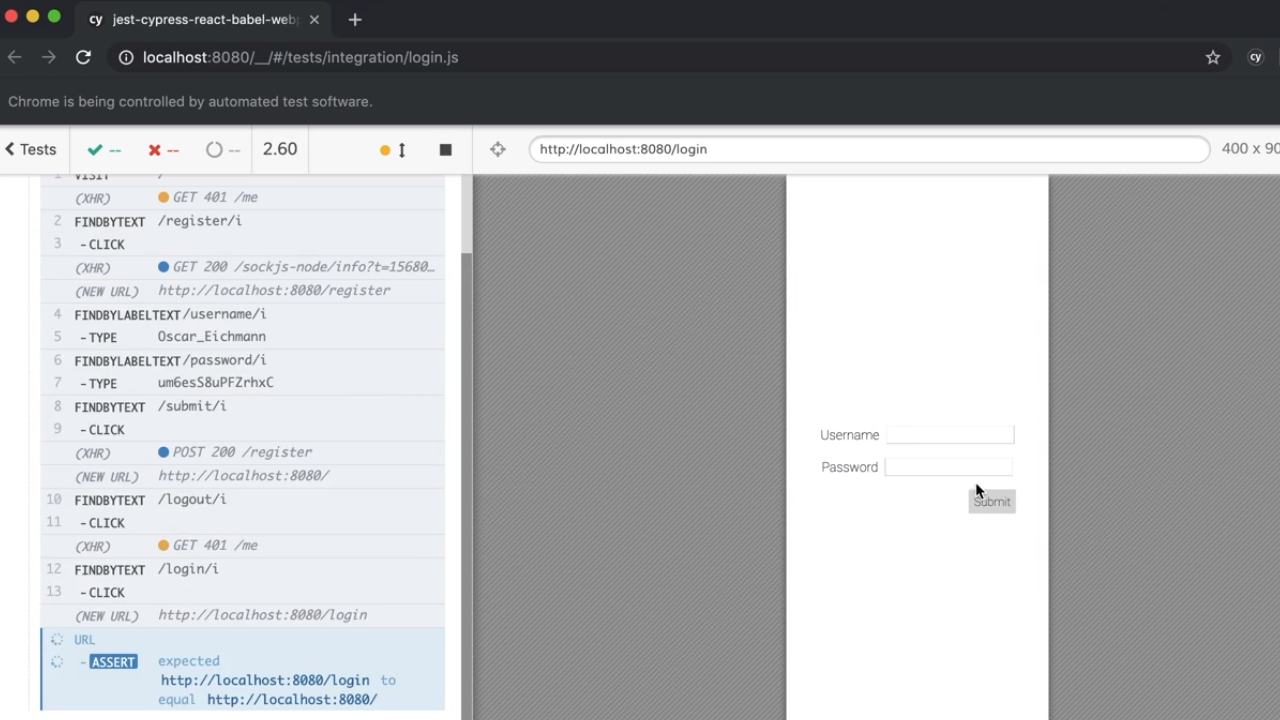 cy jest-cypress-react-babel-web
localhost:8080/__/#/tests/integration/login.js
cy
Chrome is being controlled by automated test software.
Tests -- -- -- 2.60
http://localhost:8080/login
400 x 90
1 VISIT /
(XHR) GET 401 /me
2 FINDBYTEXT /register/i
3 -CLICK
(XHR) GET 200 /sockjs-node/info?t=15680…
(NEW URL) http://localhost:8080/register
4 FINDBYLABELTEXT /username/i
5 -TYPE Oscar_Eichmann
6 FINDBYLABELTEXT /password/i
7 -TYPE um6esS8uPFZrhxC
8 FINDBYTEXT /submit/i
9 -CLICK
(XHR) POST 200 /register
(NEW URL) http://localhost:8080/
10 FINDBYTEXT /logout/i
11 -CLICK
(XHR) GET 401 /me
12 FINDBYTEXT /login/i
13 -CLICK
(NEW URL) http://localhost:8080/login
URL
-ASSERT expected
http://localhost:8080/login to
equal http://localhost:8080/
Username
Password
Submit